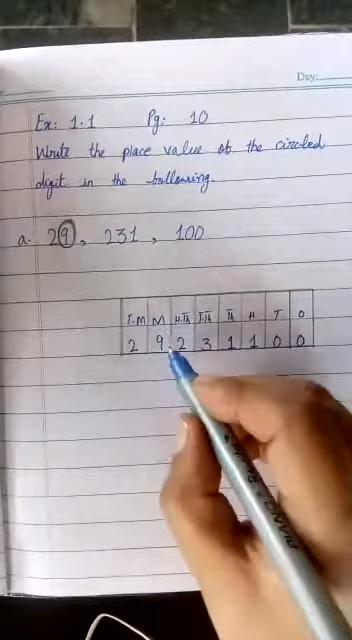 Day:
Ex: 1.1 Pg: 10
Write the place value of the circled
digit in the following.
a. 29, 231, 100
T.M M H.Th T.Th Th H T O
2 9 2 3 1 1 0 0
PIANO